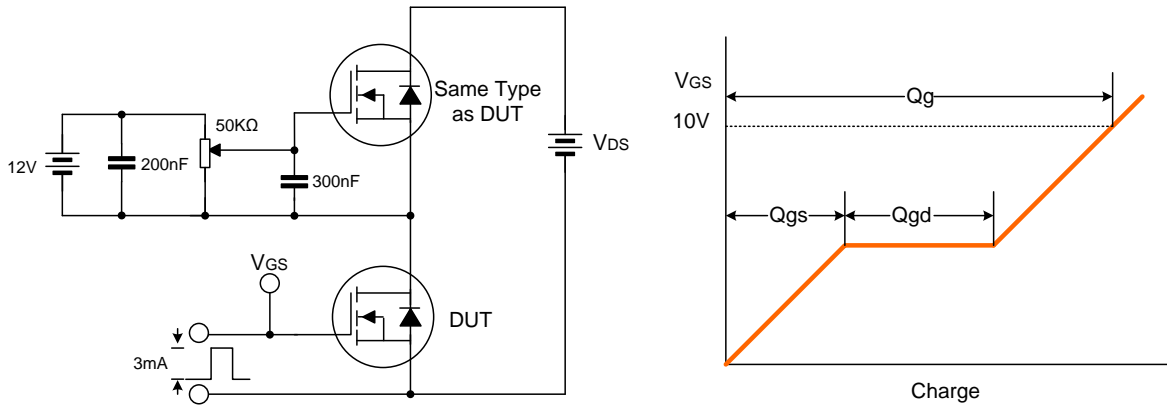 Same Type
as DUT
50KΩ
12V
200nF
300nF
VDS
VGS
DUT
3mA
VGS
10V
Qg
Qgs
Qgd
Charge